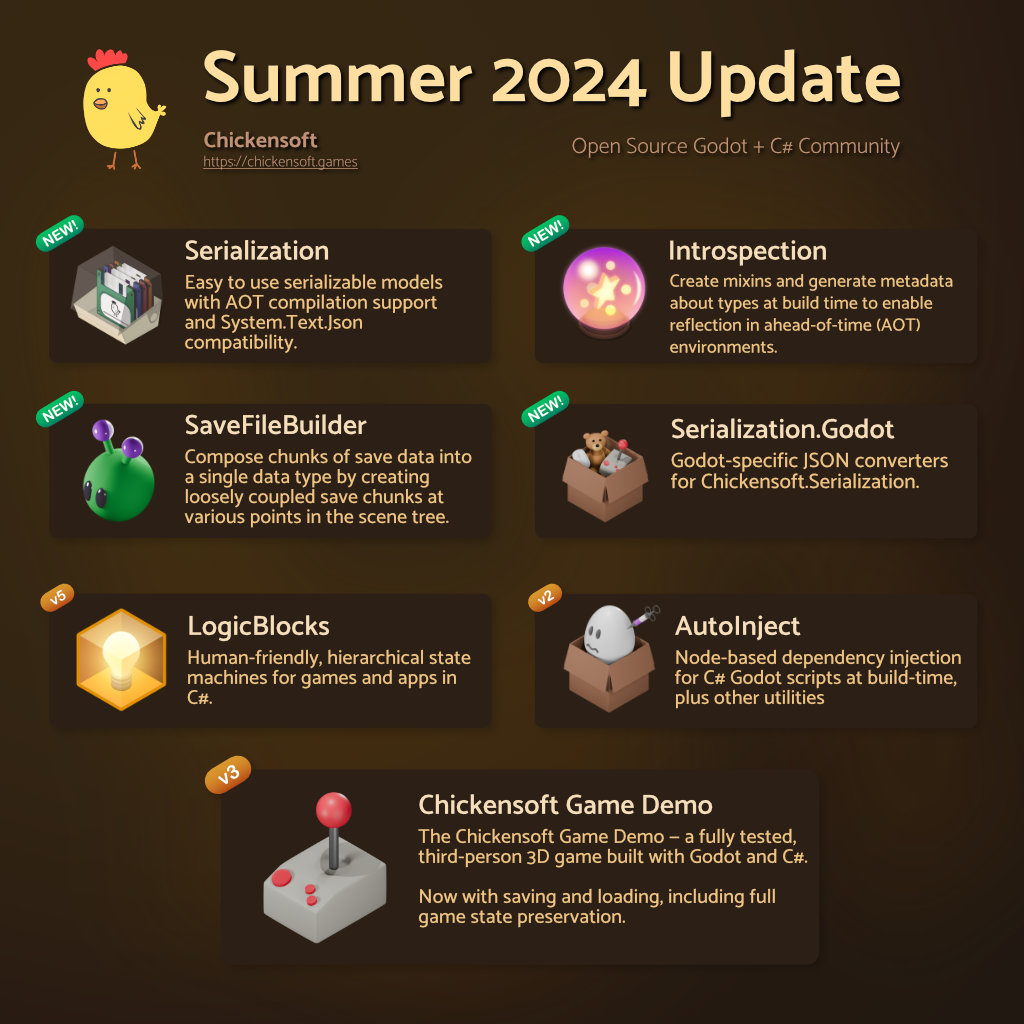 Summer 2024 Update
Chickensoft
https://chickensoft.games
Open Source Godot + C# Community
NEW!
Serialization
Easy to use serializable models
with AOT compilation support
and System.Text.Json
compatibility.
NEW!
Introspection
Create mixins and generate metadata
about types at build time to enable
reflection in ahead-of-time (AOT)
environments.
NEW!
SaveFileBuilder
Compose chunks of save data into
a single data type by creating
loosely coupled save chunks at
various points in the scene tree.
NEW!
Serialization.Godot
Godot-specific JSON converters
for Chickensoft.Serialization.
v5
LogicBlocks
Human-friendly, hierarchical state
machines for games and apps in
C#.
v2
AutoInject
Node-based dependency injection
for C# Godot scripts at build-time,
plus other utilities
v3
Chickensoft Game Demo
The Chickensoft Game Demo – a fully tested,
third-person 3D game built with Godot and C#.
Now with saving and loading, including full
game state preservation.